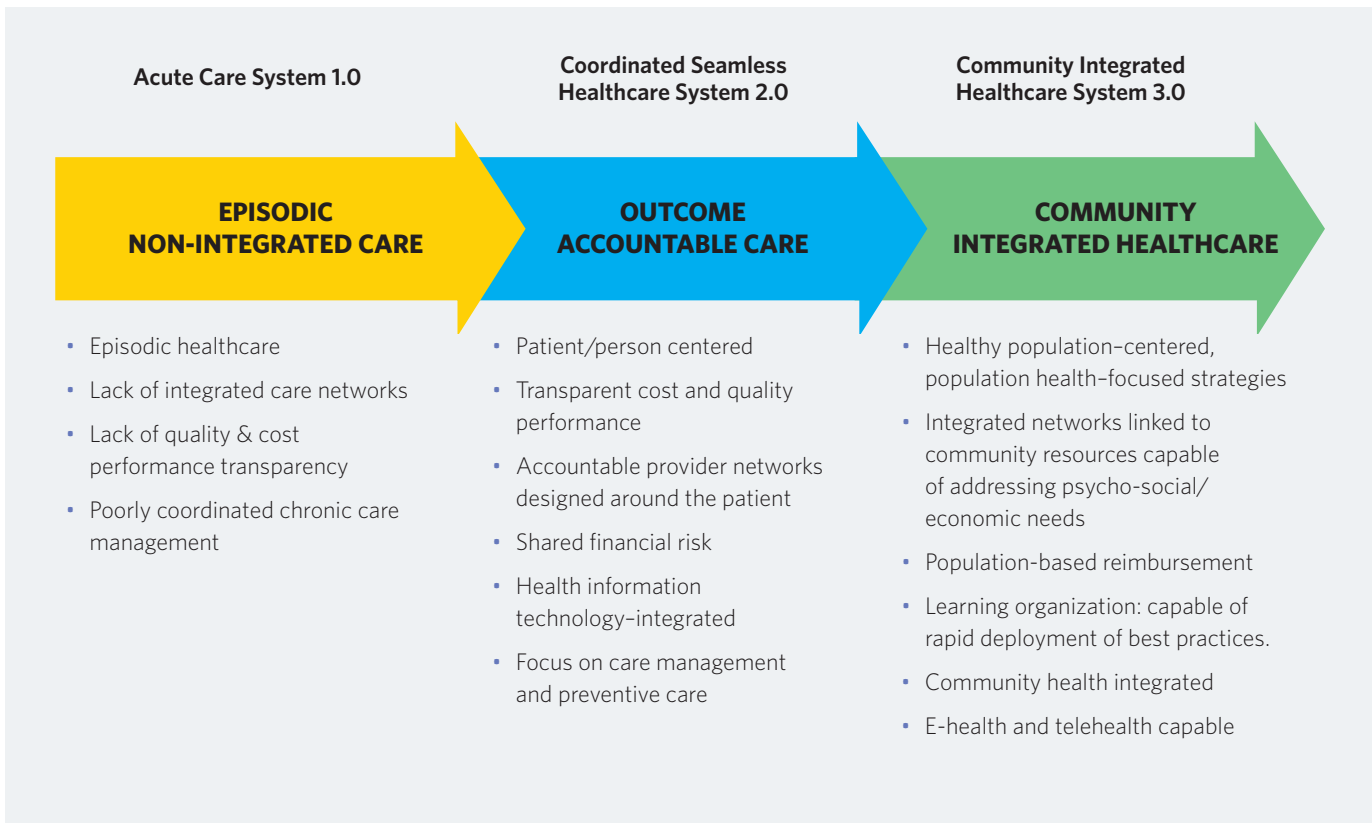 Acute Care System 1.0
Coordinated Seamless
Healthcare System 2.0
Community Integrated
Healthcare System 3.0
EPISODIC
NON-INTEGRATED CARE
OUTCOME
ACCOUNTABLE CARE
COMMUNITY
INTEGRATED HEALTHCARE
• Episodic healthcare
• Lack of integrated care networks
• Lack of quality & cost
performance transparency
• Poorly coordinated chronic care
management
• Patient/person centered
• Transparent cost and quality
performance
• Accountable provider networks
designed around the patient
• Shared financial risk
• Health information
technology–integrated
• Focus on care management
and preventive care
• Healthy population–centered,
population health–focused strategies
• Integrated networks linked to
community resources capable
of addressing psycho-social/
economic needs
• Population-based reimbursement
• Learning organization: capable of
rapid deployment of best practices.
• Community health integrated
• E-health and telehealth capable